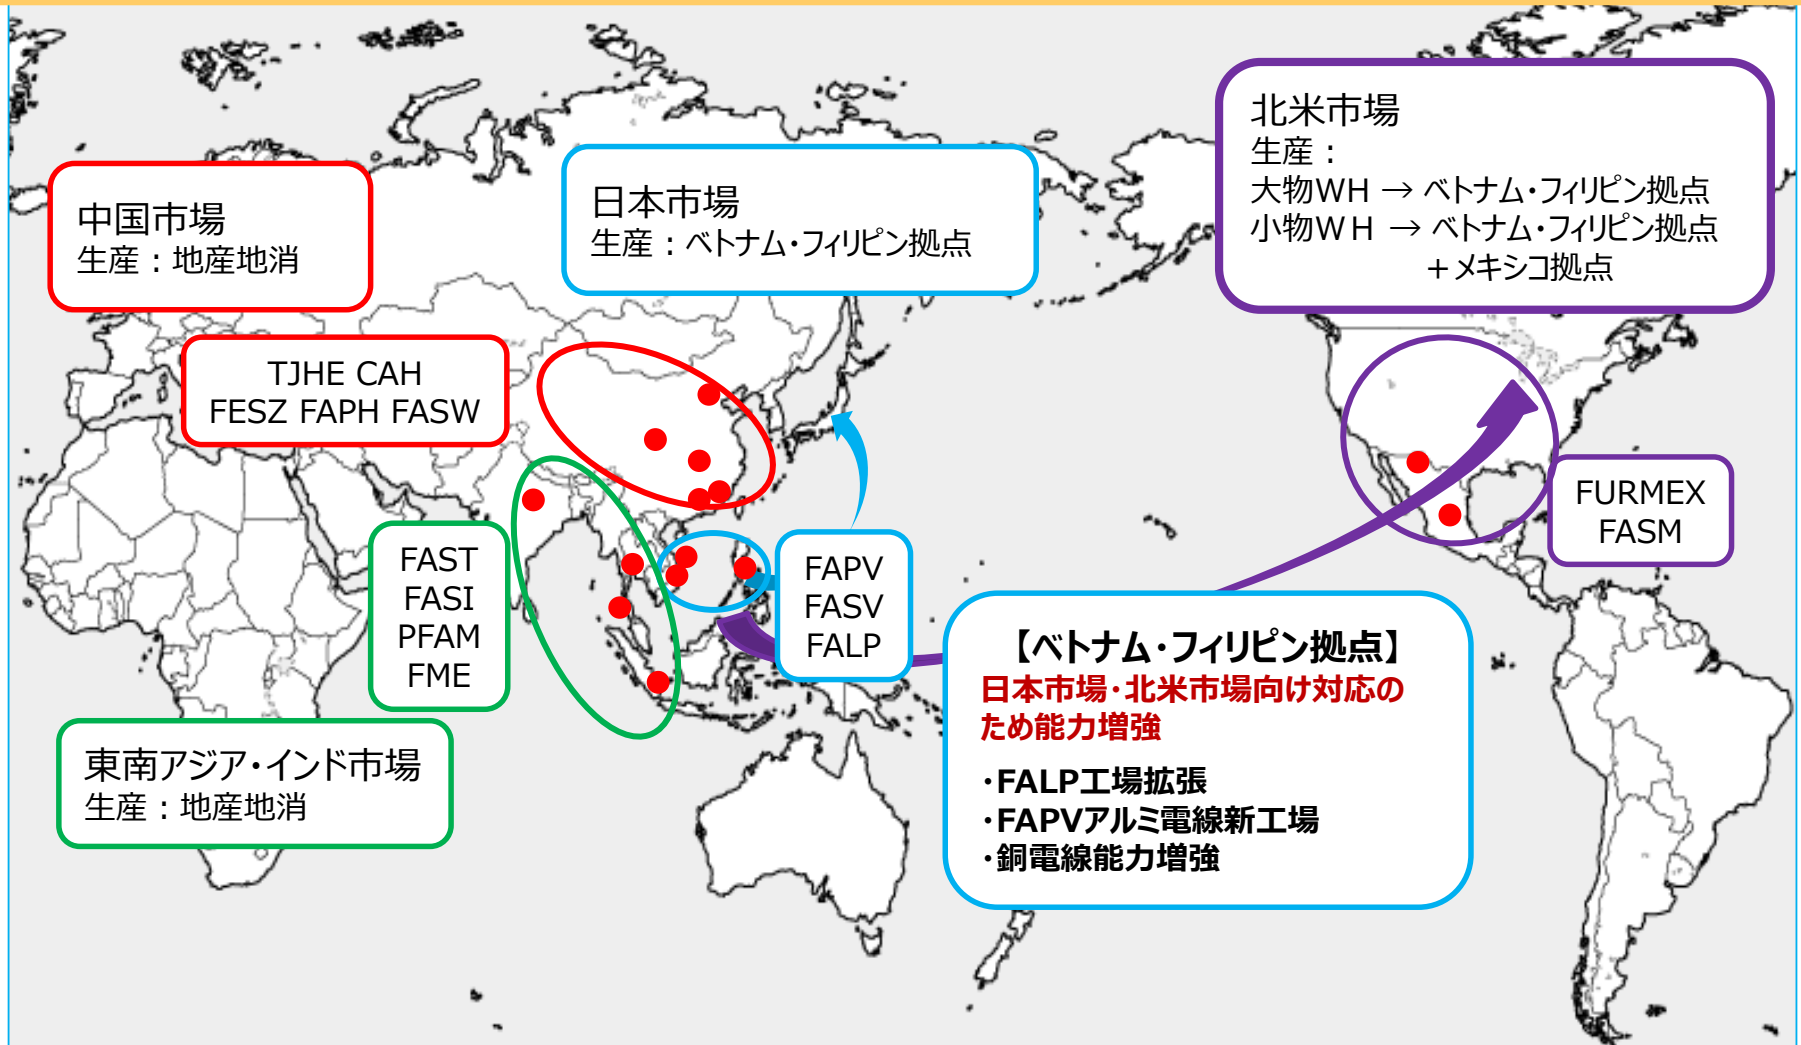 中国市場
生産：地産地消
日本市場
生産：ベトナム・フィリピン拠点
北米市場
生産：
大物WH → ベトナム・フィリピン拠点
小物ＷＨ → ベトナム・フィリピン拠点
＋メキシコ拠点
TJHE CAH
FESZ FAPH FASW
FAST
FASI
PFAM
FME
FAPV
FASV
FALP
FURMEX
FASM
東南アジア・インド市場
生産：地産地消
【ベトナム・フィリピン拠点】
日本市場・北米市場向け対応の
ため能力増強
・FALP工場拡張
・FAPVアルミ電線新工場
・銅電線能力増強